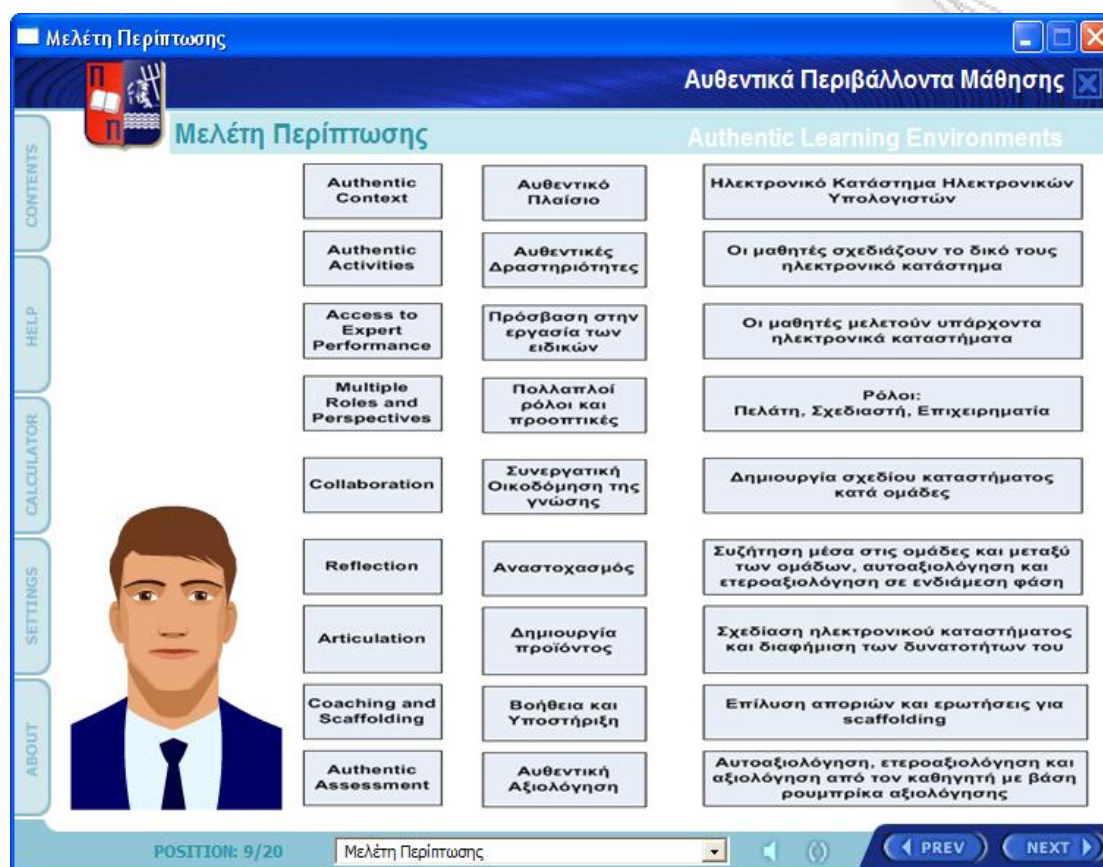 Μελέτη Περίπτωσης
Π
Π
Αυθεντικά Περιβάλλοντα Μάθησης
Μελέτη Περίπτωσης
Authentic Learning Environments
CONTENTS
HELP
CALCULATOR
SETTINGS
ABOUT
Authentic
Context
Αυθεντικό
Πλαίσιο
Ηλεκτρονικό Κατάστημα Ηλεκτρονικών
Υπολογιστών
Authentic
Activities
Αυθεντικές
Δραστηριότητες
Οι μαθητές σχεδιάζουν το δικό τους
ηλεκτρονικό κατάστημα
Access to
Expert
Performance
Πρόσβαση στην
εργασία των
ειδικών
Οι μαθητές μελετούν υπάρχοντα
ηλεκτρονικά καταστήματα
Multiple
Roles and
Perspectives
Πολλαπλοί
ρόλοι και
προοπτικές
Ρόλοι:
Πελάτη, Σχεδιαστή, Επιχειρηματία
Collaboration
Συνεργατική
Οικοδόμηση της
γνώσης
Δημιουργία σχεδίου καταστήματος
κατά ομάδες
Reflection
Αναστοχασμός
Συζήτηση μέσα στις ομάδες και μεταξύ
των ομάδων, αυτοαξιολόγηση και
ετεροαξιολόγηση σε ενδιάμεση φάση
Articulation
Δημιουργία
προϊόντος
Σχεδίαση ηλεκτρονικού καταστήματος
και διαφήμιση των δυνατοτήτων του
Coaching and
Scaffolding
Βοήθεια και
Υποστήριξη
Επίλυση αποριών και ερωτήσεις για
scaffolding
Authentic
Assessment
Αυθεντική
Αξιολόγηση
Αυτοαξιολόγηση, ετεροαξιολόγηση και
αξιολόγηση από τον καθηγητή με βάση
ρουμπρίκα αξιολόγησης
POSITION: 9/20
Μελέτη Περίπτωσης
PREV
NEXT